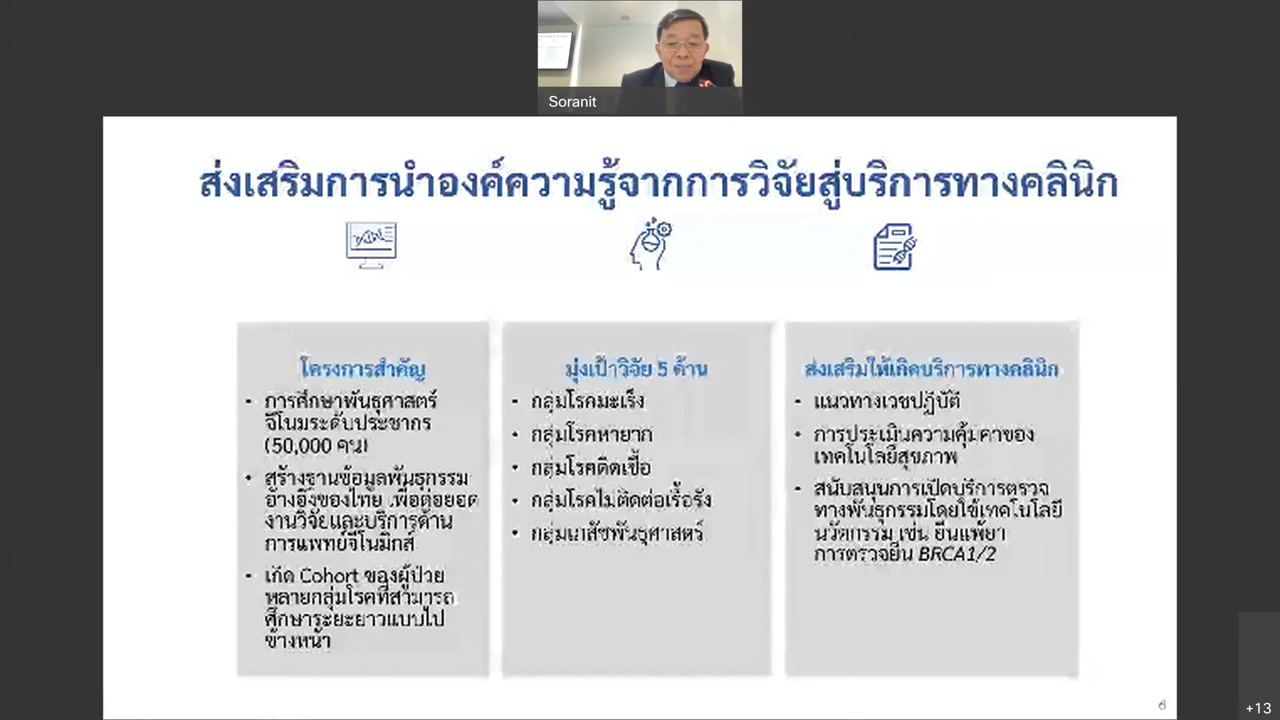 Soranit
ส่งเสริมการนำองค์ความรู้จากการวิจัยสู่บริการทางคลินิก
โครงการสำคัญ
• การศึกษาพันธุศาสตร์
จีโนมระดับประชากร
(50,000 คน)
• สร้างฐานข้อมูลพันธุกรรม
อ้างอิงของไทย เพื่อต่อยอด
งานวิจัยและบริการด้าน
การแพทย์จีโนมิกส์
• เกิด Cohort ของผู้ป่วย
หลายกลุ่มโรคที่สามารถ
ศึกษาระยะยาวแบบไป
ข้างหน้า
มุ่งเป้าวิจัย 5 ด้าน
• กลุ่มโรคมะเร็ง
• กลุ่มโรคหายาก
• กลุ่มโรคติดเชื้อ
• กลุ่มโรคไม่ติดต่อเรื้อรัง
• กลุ่มเภสัชพันธุศาสตร์
ส่งเสริมให้เกิดบริการทางคลินิก
• แนวทางเวชปฏิบัติ
• การประเมินความคุ้มค่าของ
เทคโนโลยีสุขภาพ
• สนับสนุนการเปิดบริการตรวจ
ทางพันธุกรรมโดยใช้เทคโนโลยี
นวัตกรรม เช่น ยีนแพ้ยา
การตรวจยีน BRCA1/2
+13